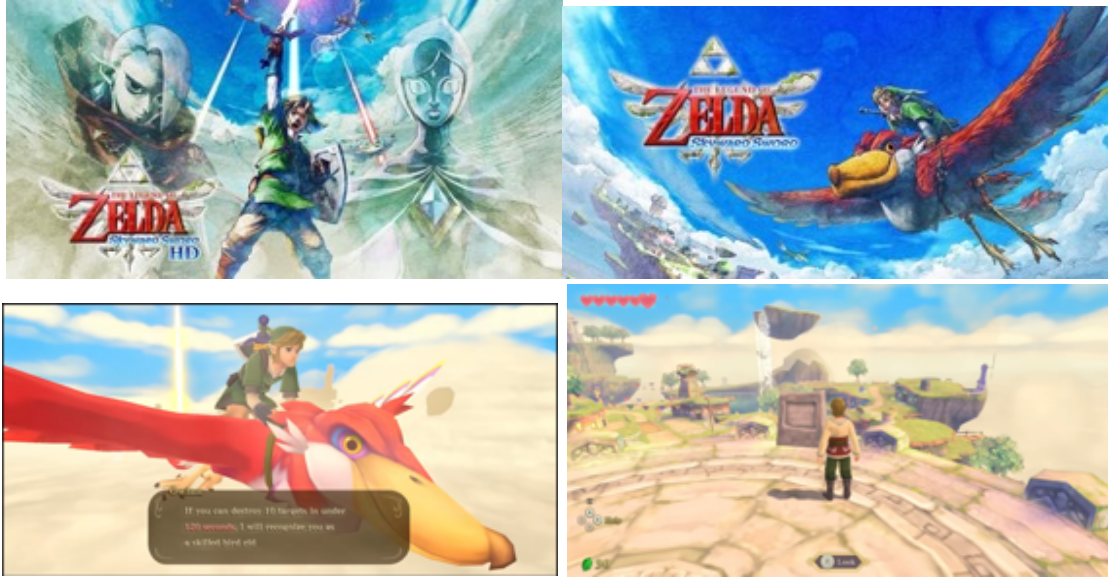 THE LEGEND OF
ZELDA
Skyward Sword
HD
THE LEGEND OF
ZELDA
Skyward Sword
If you can destroy 10 targets in under
120 seconds, I will recognize you as
a skilled bird
Look